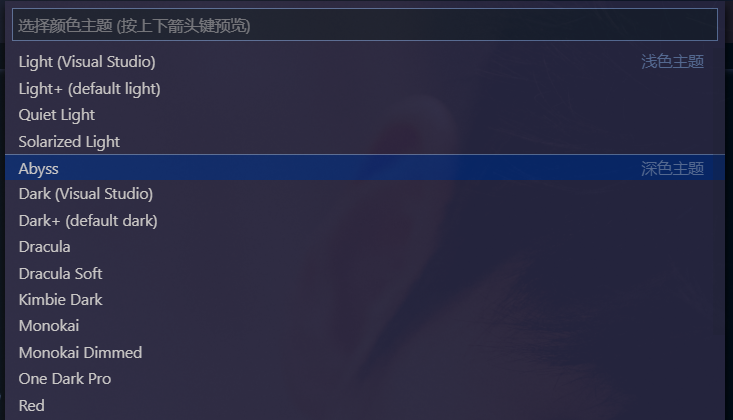 选择颜色主题 (按上下箭头键预览)
Light (Visual Studio) 浅色主题
Light+ (default light)
Quiet Light
Solarized Light
Abyss 深色主题
Dark (Visual Studio)
Dark+ (default dark)
Dracula
Dracula Soft
Kimbie Dark
Monokai
Monokai Dimmed
One Dark Pro
Red